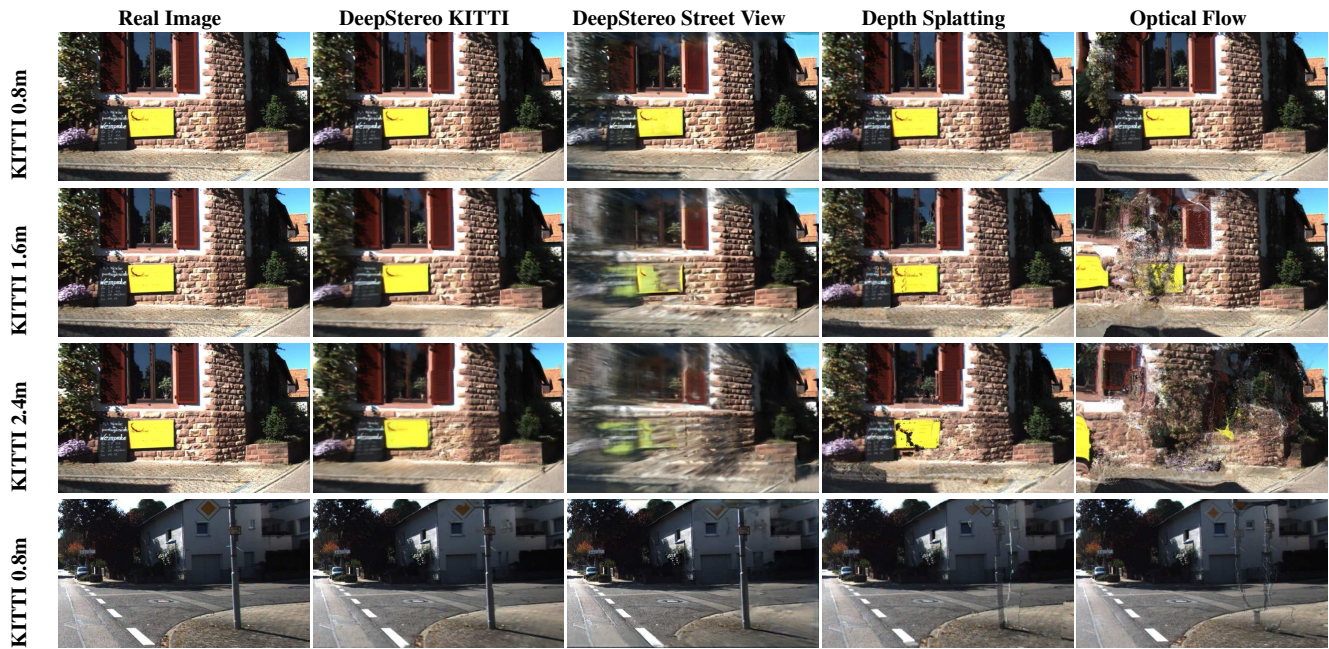 Real Image
DeepStereo KITTI
DeepStereo Street View
Depth Splatting
Optical Flow
KITTI 0.8m
KITTI 1.6m
KITTI 2.4m
KITTI 0.8m